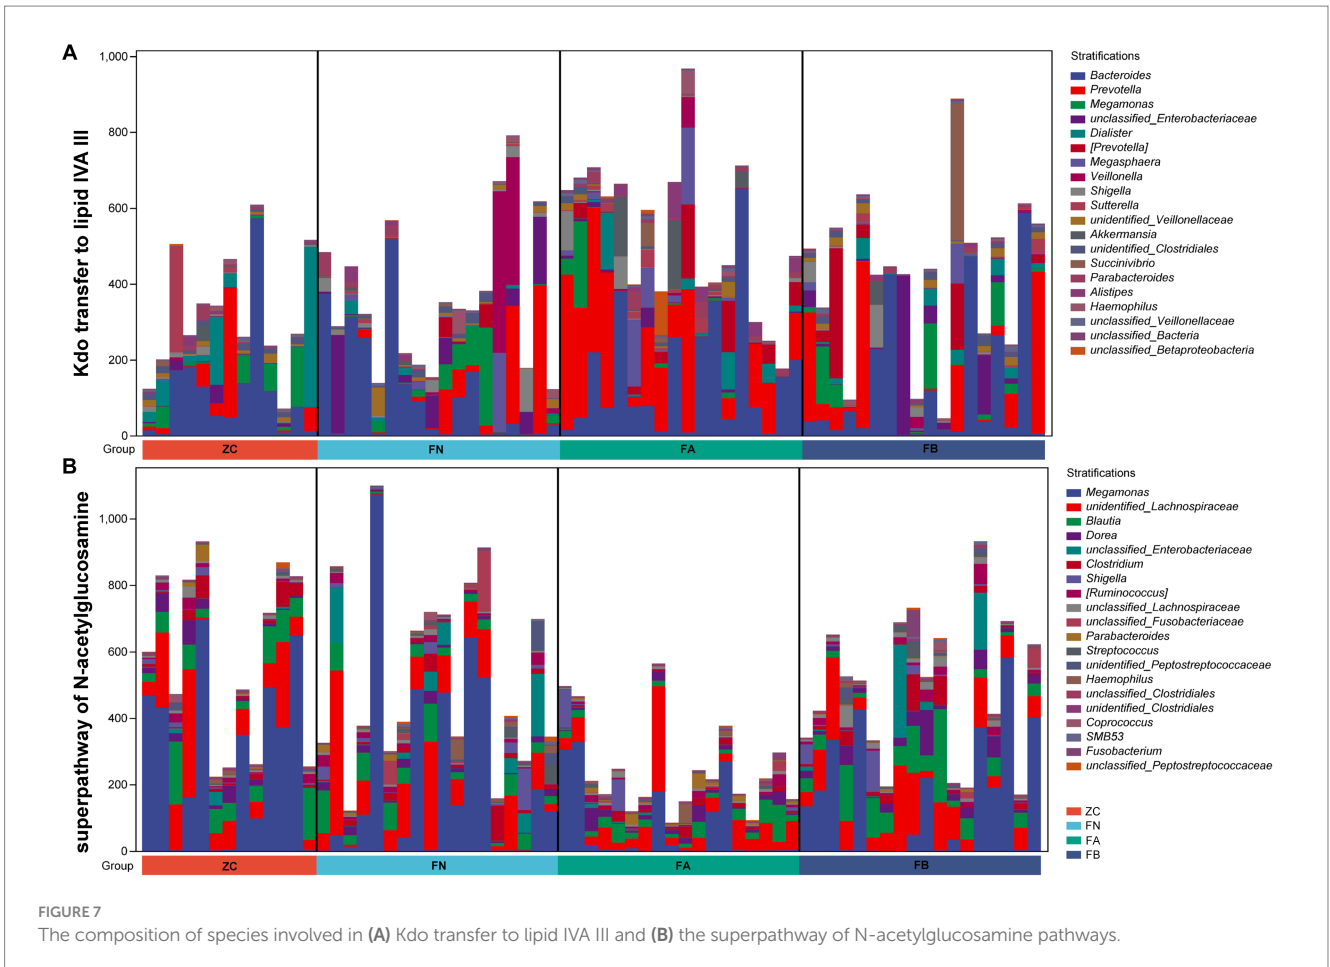 A
Kdo transfer to lipid IVA III
1,000
800
600
400
200
0
Group
ZC
FN
FA
FB
Stratifications
Bacteroides
Prevotella
Megamonas
unclassified_Enterobacteriaceae
Dialister
[Prevotella]
Megasphaera
Veillonella
Shigella
Sutterella
unidentified_Veillonellaceae
Akkermansia
unidentified_Clostridiales
Succinivibrio
Parabacteroides
Alistipes
Haemophilus
unclassified_Veillonellaceae
unclassified_Bacteria
unclassified_Betaproteobacteria
B
superpathway of N-acetylglucosamine
1,000
800
600
400
200
0
Group
ZC
FN
FA
FB
Stratifications
Megamonas
unidentified_Lachnospiraceae
Blautia
Dorea
unclassified_Enterobacteriaceae
Clostridium
Shigella
[Ruminococcus]
unclassified_Lachnospiraceae
unclassified_Fusobacteriaceae
Parabacteroides
Streptococcus
unidentified_Peptostreptococcaceae
Haemophilus
unclassified_Clostridiales
unidentified_Clostridiales
Coprococcus
SMB53
Fusobacterium
unclassified_Peptostreptococcaceae
ZC
FN
FA
FB
FIGURE 7
The composition of species involved in (A) Kdo transfer to lipid IVA III and (B) the superpathway of N-acetylglucosamine pathways.